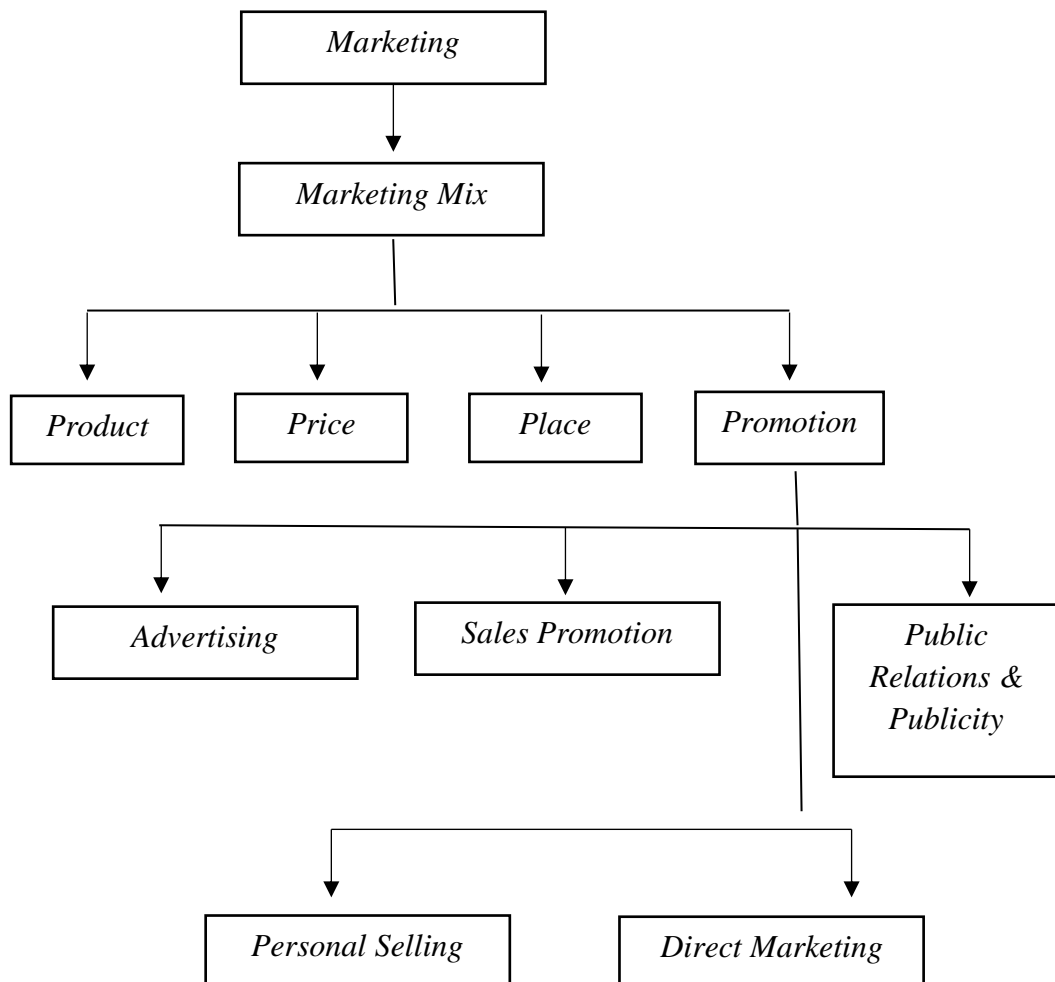 Marketing
Marketing Mix
Product
Price
Place
Promotion
Advertising
Sales Promotion
Public
Relations &
Publicity
Personal Selling
Direct Marketing